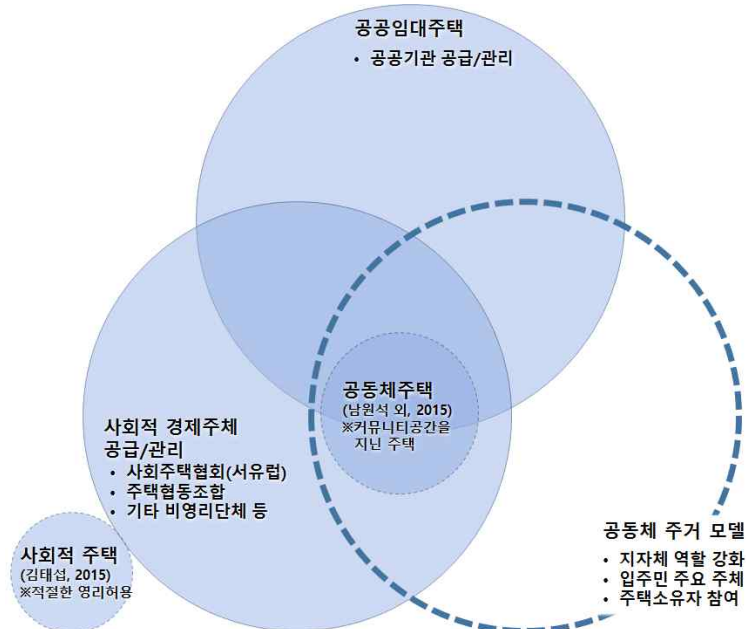 공공임대주택
• 공공기관 공급/관리
공동체주택
(남원석 외, 2015)
※커뮤니티공간을
지닌 주택
사회적 경제주체
공급/관리
• 사회주택협회(서유럽)
• 주택협동조합
• 기타 비영리단체 등
사회적 주택
(김태섭, 2015)
※적절한 영리허용
공동체 주거 모델
• 지자체 역할 강화
• 입주민 주요 주체
• 주택소유자 참여